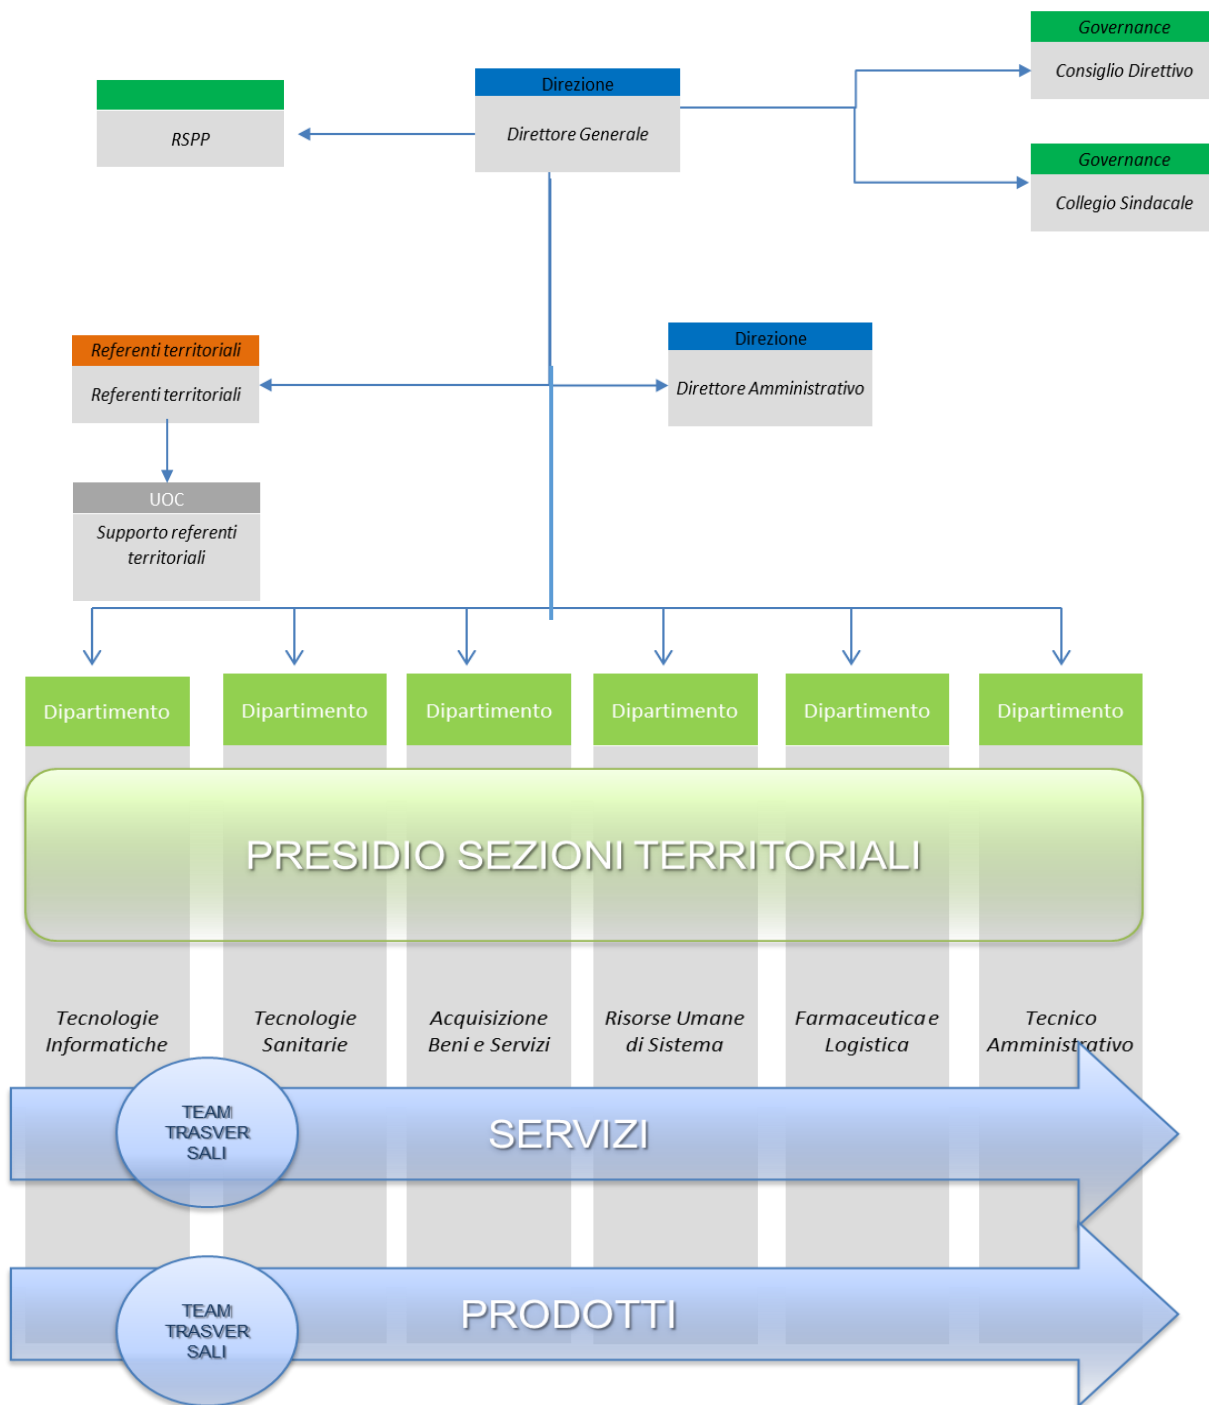 Governance
Consiglio Direttivo
Direzione
Direttore Generale
RSPP
Governance
Collegio Sindacale
Referenti territoriali
Referenti territoriali
Direzione
Direttore Amministrativo
UOC
Supporto referenti
territoriali
Dipartimento
Dipartimento
Dipartimento
Dipartimento
Dipartimento
Dipartimento
PRESIDIO SEZIONI TERRITORIALI
Tecnologie
Informatiche
Tecnologie
Sanitarie
Acquisizione
Beni e Servizi
Risorse Umane
di Sistema
Farmaceutica e
Logistica
Tecnico
Amministrativo
TEAM
TRASVER
SALI
SERVIZI
TEAM
TRASVER
SALI
PRODOTTI